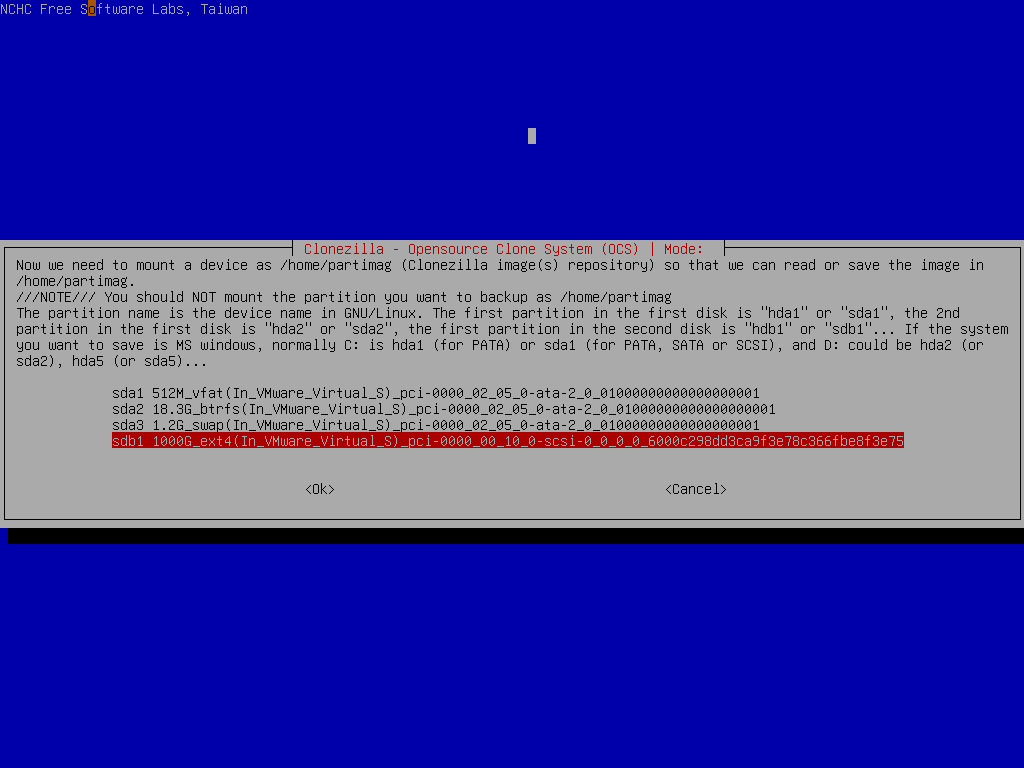 NCHC Free Software Labs, Taiwan
Clonezilla - Opensource Clone System (OCS) | Mode:
Now we need to mount a device as /home/partimag (Clonezilla image(s) repository) so that we can read or save the image in
/home/partimag.
///NOTE/// You should NOT mount the partition you want to backup as /home/partimag
The partition name is the device name in GNU/Linux. The first partition in the first disk is "hda1" or "sda1", the 2nd
partition in the first disk is "hda2" or "sda2", the first partition in the second disk is "hdb1" or "sdb1"... If the system
you want to save is MS windows, normally C: is hda1 (for PATA) or sda1 (for PATA, SATA or SCSI), and D: could be hda2 (or
sda2), hda5 (or sda5)...
sda1 512M_vfat(In_VMware_Virtual_S)_pci-0000_02_05_0-ata-2_0_01000000000000000001
sda2 18.3G_btrfs(In_VMware_Virtual_S)_pci-0000_02_05_0-ata-2_0_01000000000000000001
sda3 1.2G_swap(In_VMware_Virtual_S)_pci-0000_02_05_0-ata-2_0_01000000000000000001
sdb1 1000G_ext4(In_VMware_Virtual_S)_pci-0000_00_10_0-scsi-0_0_0_0_6000c298dd3ca9f3e78c366fbe8f3e75
<Ok> <Cancel>